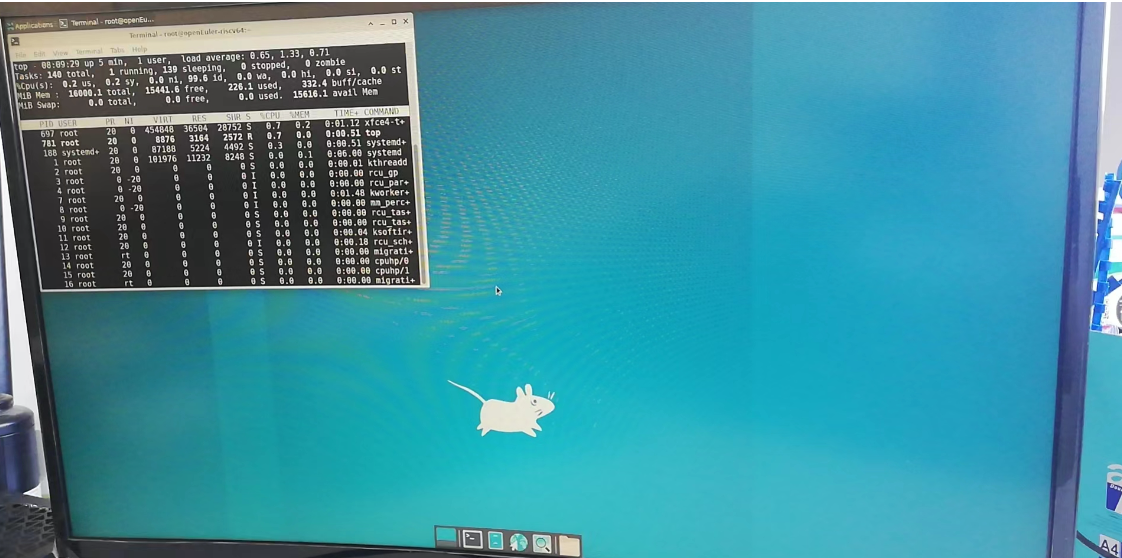 Applications Terminal - root@openEu...
Terminal - root@openEuler-riscv64:~
File Edit View Terminal Tabs Help
top - 08:09:29 up 5 min, 1 user, load average: 0.65, 1.33, 0.71
Tasks: 140 total, 1 running, 139 sleeping, 0 stopped, 0 zombie
%Cpu(s): 0.2 us, 0.2 sy, 0.0 ni, 99.6 id, 0.0 wa, 0.0 hi, 0.0 si, 0.0 st
MiB Mem : 16000.1 total, 15441.6 free, 226.1 used, 332.4 buff/cache
MiB Swap: 0.0 total, 0.0 free, 0.0 used. 15616.1 avail Mem
PID USER PR NI VIRT RES SHR S %CPU %MEM TIME+ COMMAND
697 root 20 0 454848 36504 28752 S 0.7 0.2 0:01.12 xfce4-t+
781 root 20 0 8876 3164 2572 R 0.7 0.0 0:00.51 top
188 systemd+ 20 0 87188 5224 4492 S 0.3 0.0 0:00.51 systemd+
1 root 20 0 101976 11232 8248 S 0.0 0.1 0:06.00 systemd
2 root 20 0 0 0 0 S 0.0 0.0 0:00.01 kthreadd
3 root 0 -20 0 0 0 I 0.0 0.0 0:00.00 rcu_gp
4 root 0 -20 0 0 0 I 0.0 0.0 0:00.00 rcu_par+
7 root 20 0 0 0 0 I 0.0 0.0 0:01.48 kworker+
8 root 0 -20 0 0 0 I 0.0 0.0 0:00.00 mm_perc+
9 root 20 0 0 0 0 S 0.0 0.0 0:00.00 rcu_tas+
10 root 20 0 0 0 0 S 0.0 0.0 0:00.00 rcu_tas+
11 root 20 0 0 0 0 S 0.0 0.0 0:00.04 ksoftir+
12 root 20 0 0 0 0 I 0.0 0.0 0:00.18 rcu_sch+
13 root rt 0 0 0 0 S 0.0 0.0 0:00.00 migrati+
14 root 20 0 0 0 0 S 0.0 0.0 0:00.00 cpuhp/0
15 root 20 0 0 0 0 S 0.0 0.0 0:00.00 cpuhp/1
16 root rt 0 0 0 0 S 0.0 0.0 0:00.00 migrati+
A4